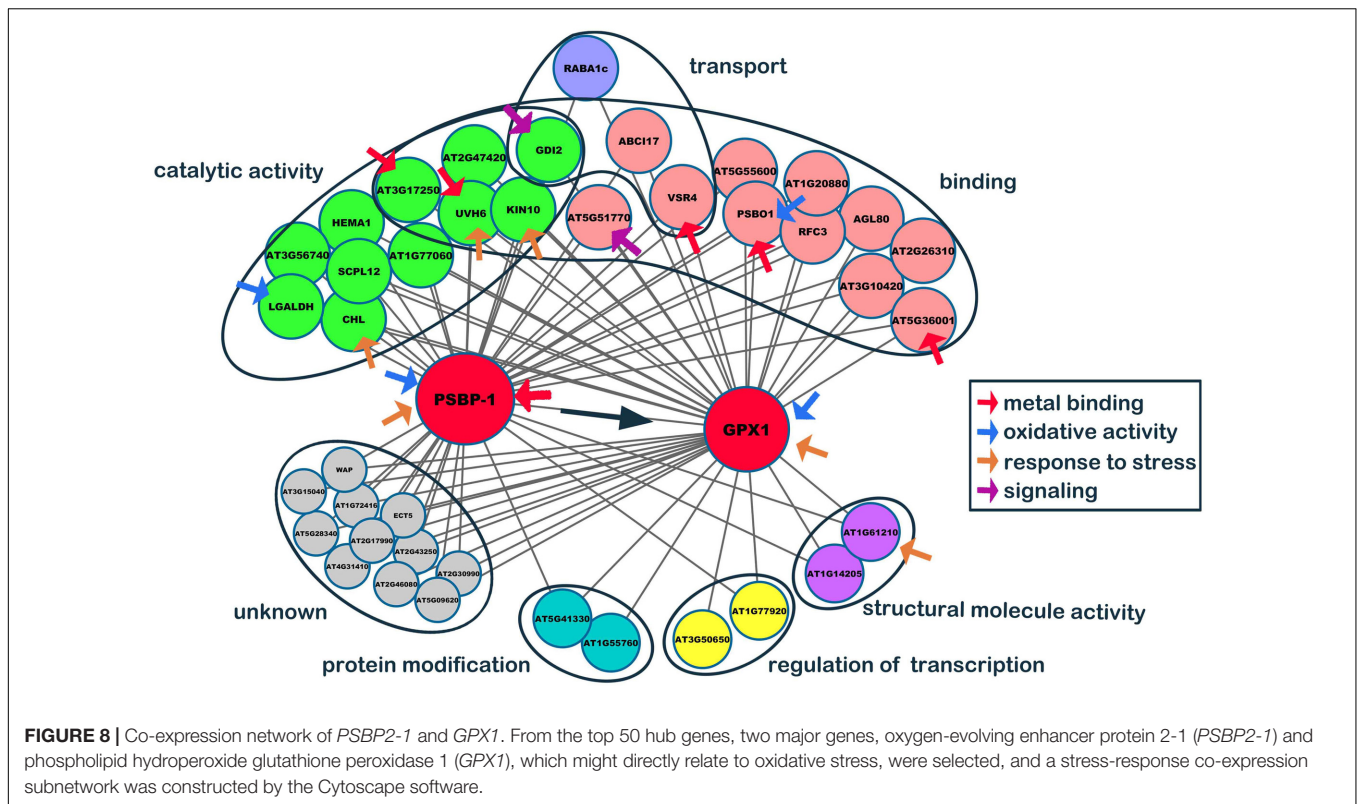 RABA1c
transport
GDI2
ABCI17
AT2G47420
AT5G55600
catalytic activity
AT3G17250
VSR4
AT1G20880
binding
UVH6
KIN10
AT5G51770
PSBO1
RFC3
AGL80
HEMA1
AT3G56740
AT1G77060
AT2G26310
SCPL12
AT3G10420
LGALDH
CHL
AT5G36001
PSBP-1
GPX1
metal binding
oxidative activity
response to stress
signaling
WAP
AT3G15040
AT1G72416
ECT5
AT5G28340
AT2G17990
AT2G43250
AT4G31410
AT2G30990
AT2G46080
AT5G09620
unknown
AT1G61210
AT1G14205
structural molecule activity
AT5G41330
AT1G55760
protein modification
AT1G77920
AT3G50650
regulation of transcription
FIGURE 8 | Co-expression network of PSBP2-1 and GPX1. From the top 50 hub genes, two major genes, oxygen-evolving enhancer protein 2-1 (PSBP2-1) and
phospholipid hydroperoxide glutathione peroxidase 1 (GPX1), which might directly relate to oxidative stress, were selected, and a stress-response co-expression
subnetwork was constructed by the Cytoscape software.